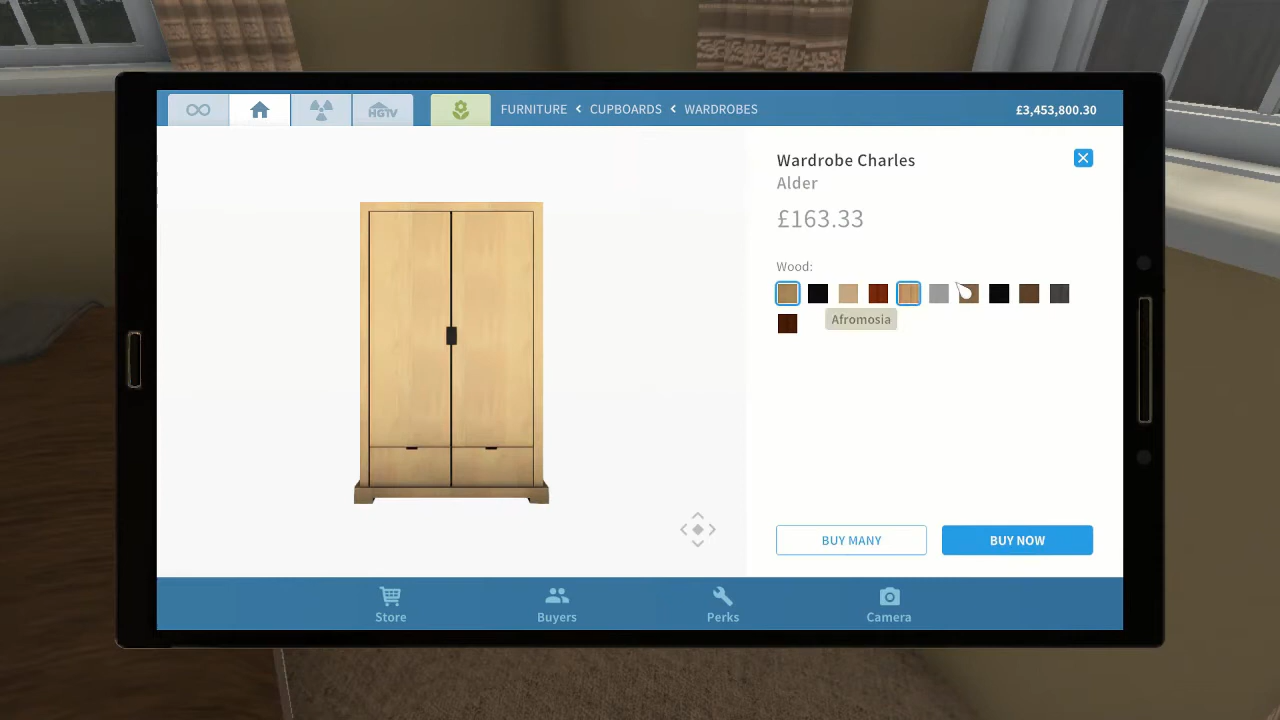 HGTV
FURNITURE < CUPBOARDS < WARDROBES
£3,453,800.30
Wardrobe Charles
Alder
£163.33
Wood:
Afromosia
BUY MANY
BUY NOW
Store
Buyers
Perks
Camera